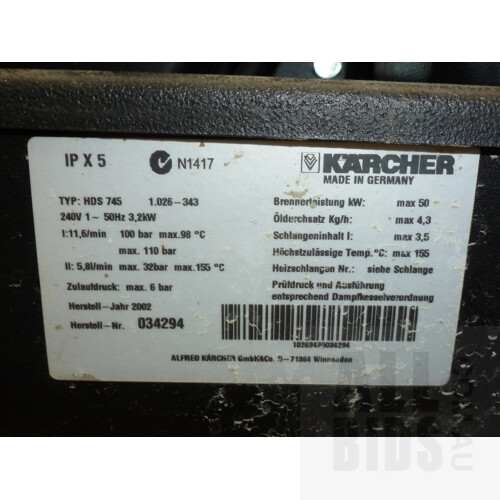 IP X 5 N1417 KÄRCHER
MADE IN GERMANY
TYP: HDS 745 1.026-343
240V 1~ 50Hz 3,2kW
I:11,6/min 100 bar max.98 °C
max. 110 bar
II: 5,8l/min max. 32bar max.155 °C
Zulaufdruck: max. 6 bar
Herstell-Jahr 2002
Herstell-Nr. 034294
Brennerleistung kW: max 50
Öldurchsatz Kg/h: max 4,3
Schlangeninhalt l: max 3,5
Höchstzulässige Temp.°C: max 155
Heizschlangen Nr.: siehe Schlange
Prüfdruck und Ausführung
entsprechend Dampfkesselverordnung
ALFRED KÄRCHER GmbH&Co. D-71364 Winnenden
ALL
BIDS
.COM.AU